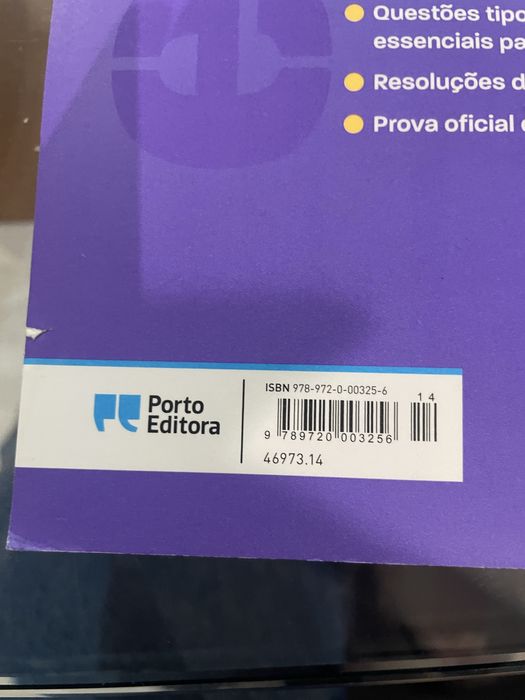 Questões tipo
essenciais pa
Resoluções d
Prova oficial
Porto
Editora
ISBN 978-972-0-00325-6
14
9 789720 003256
46973.14